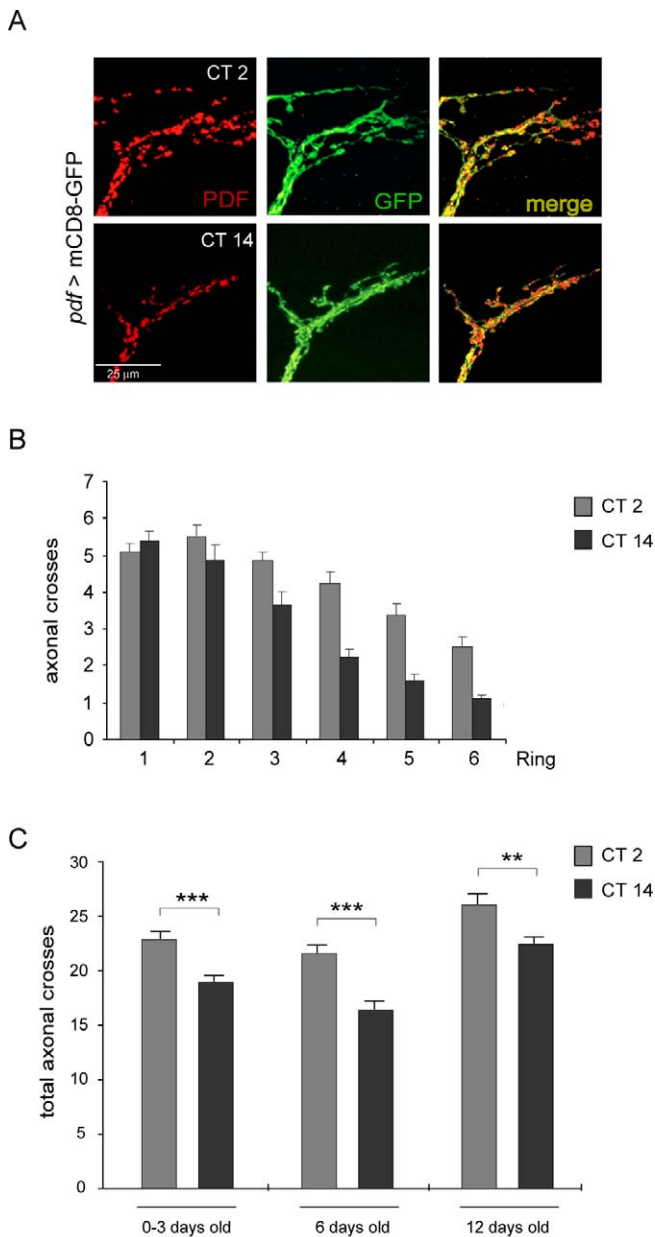 A
pdf > mCD8-GFP
CT 2
PDF
GFP
merge
CT 14
25 µm
B
axonal crosses
7
6
5
4
3
2
1
0
1 2 3 4 5 6 Ring
CT 2
CT 14
C
total axonal crosses
30
25
20
15
10
5
0
*** *** **
CT 2
CT 14
0-3 days old 6 days old 12 days old